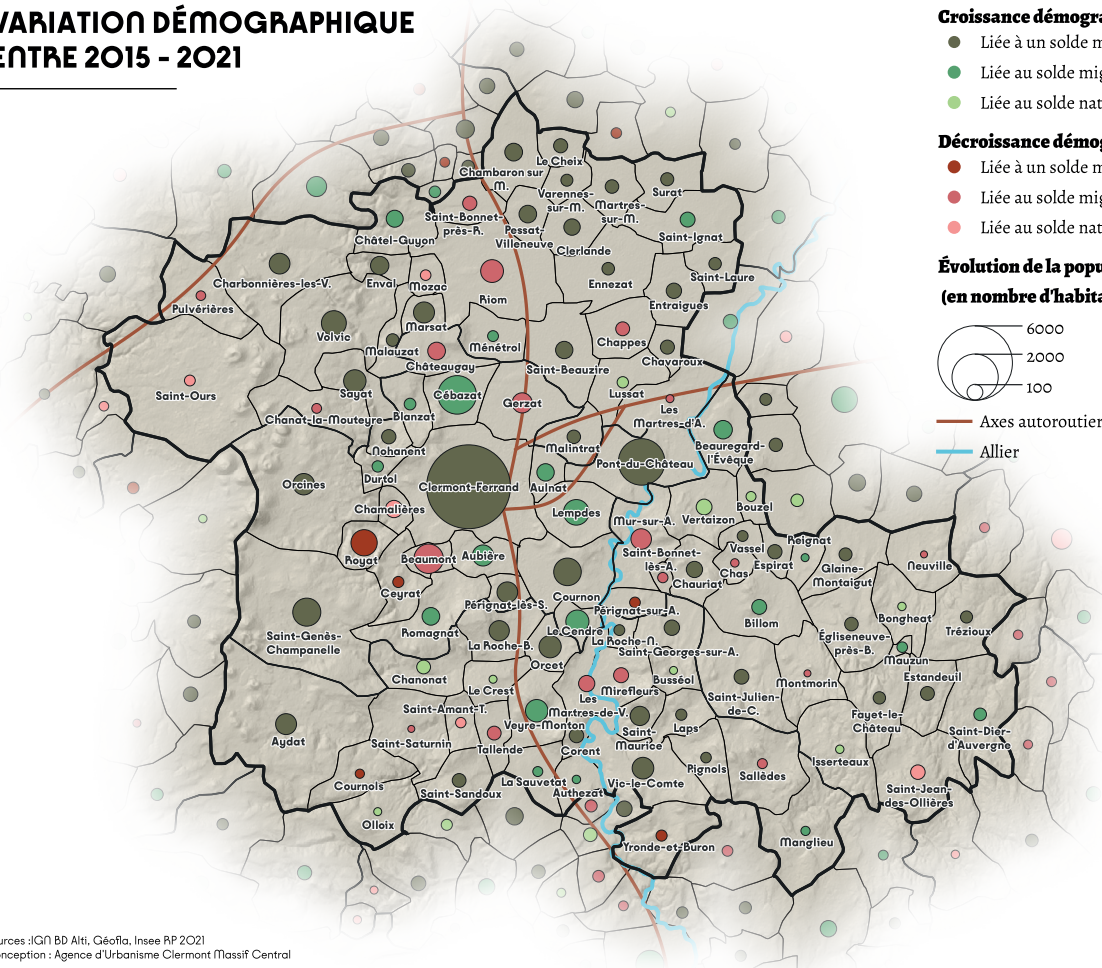 VARIATION DÉMOGRAPHIQUE
ENTRE 2015 - 2021
Croissance démogra
Liée à un solde m
Liée au solde mig
Liée au solde nat
Décroissance démog
Liée à un solde m
Liée au solde mig
Liée au solde nat
Évolution de la popu
(en nombre d'habita
6000
2000
100
Axes autoroutier
Allier
Le Cheix
Chambaron sur
M.
Varennes-
sur-M.
Martres-
sur-M.
Surat
Saint-Bonnet-
près-R.
Pessat-
Villeneuve
Châtel-Guyon
Clerlande
Saint-Ignat
Charbonnières-les-V.
Enval
Mozac
Riom
Ennezat
Saint-Laure
Entraigues
Pulvérières
Volvic
Marsat
Malauzat
Châteaugay
Ménétrol
Chappes
Saint-Beauzire
Chavaroux
Saint-Ours
Sayat
Cébazat
Gerzat
Lussat
Les
Martres-d'A.
Chanat-la-Mouteyre
Blanzat
Nohanent
Malintrat
Beauregard-
l'Évêque
Pont-du-Château
Durtol
Orcines
Clermont-Ferrand
Aulnat
Chamalières
Lempdes
Mur-sur-A.
Vertaizon
Bouzel
Royat
Beaumont
Aubière
Saint-Bonnet-
lès-A.
Vassel
Reignat
Chas
Espirat
Glaine-
Montaigut
Neuville
Ceyrat
Chauriat
Cournon
Pérignat-lès-S.
Pérignat-sur-A.
Billom
Bongheat
Saint-Genès-
Champanelle
Romagnat
La Roche-B.
Le Cendre
La Roche-N.
Saint-Georges-sur-A.
Égliseneuve-
près-B.
Trézioux
Mauzun
Orcet
Chanonat
Le Crest
Mirefleurs
Busséol
Montmorin
Estandeuil
Saint-Julien-
de-C.
Les
Martres-de-V.
Saint-Amant-T.
Veyre-Monton
Fayet-le-
Château
Saint-Dier-
d'Auvergne
Aydat
Saint-Saturnin
Tallende
Corent
Saint-
Maurice
Laps
Isserteaux
Pignols
Sallèdes
Cournols
Saint-Sandoux
La Sauvetat
Authezat
Vic-le-Comte
Saint-Jean-
des-Ollières
Olloix
Yronde-et-Buron
Manglieu
urces :IGN BD Alti, Géofla, Insee RP 2021
nception : Agence d'Urbanisme Clermont Massif Central